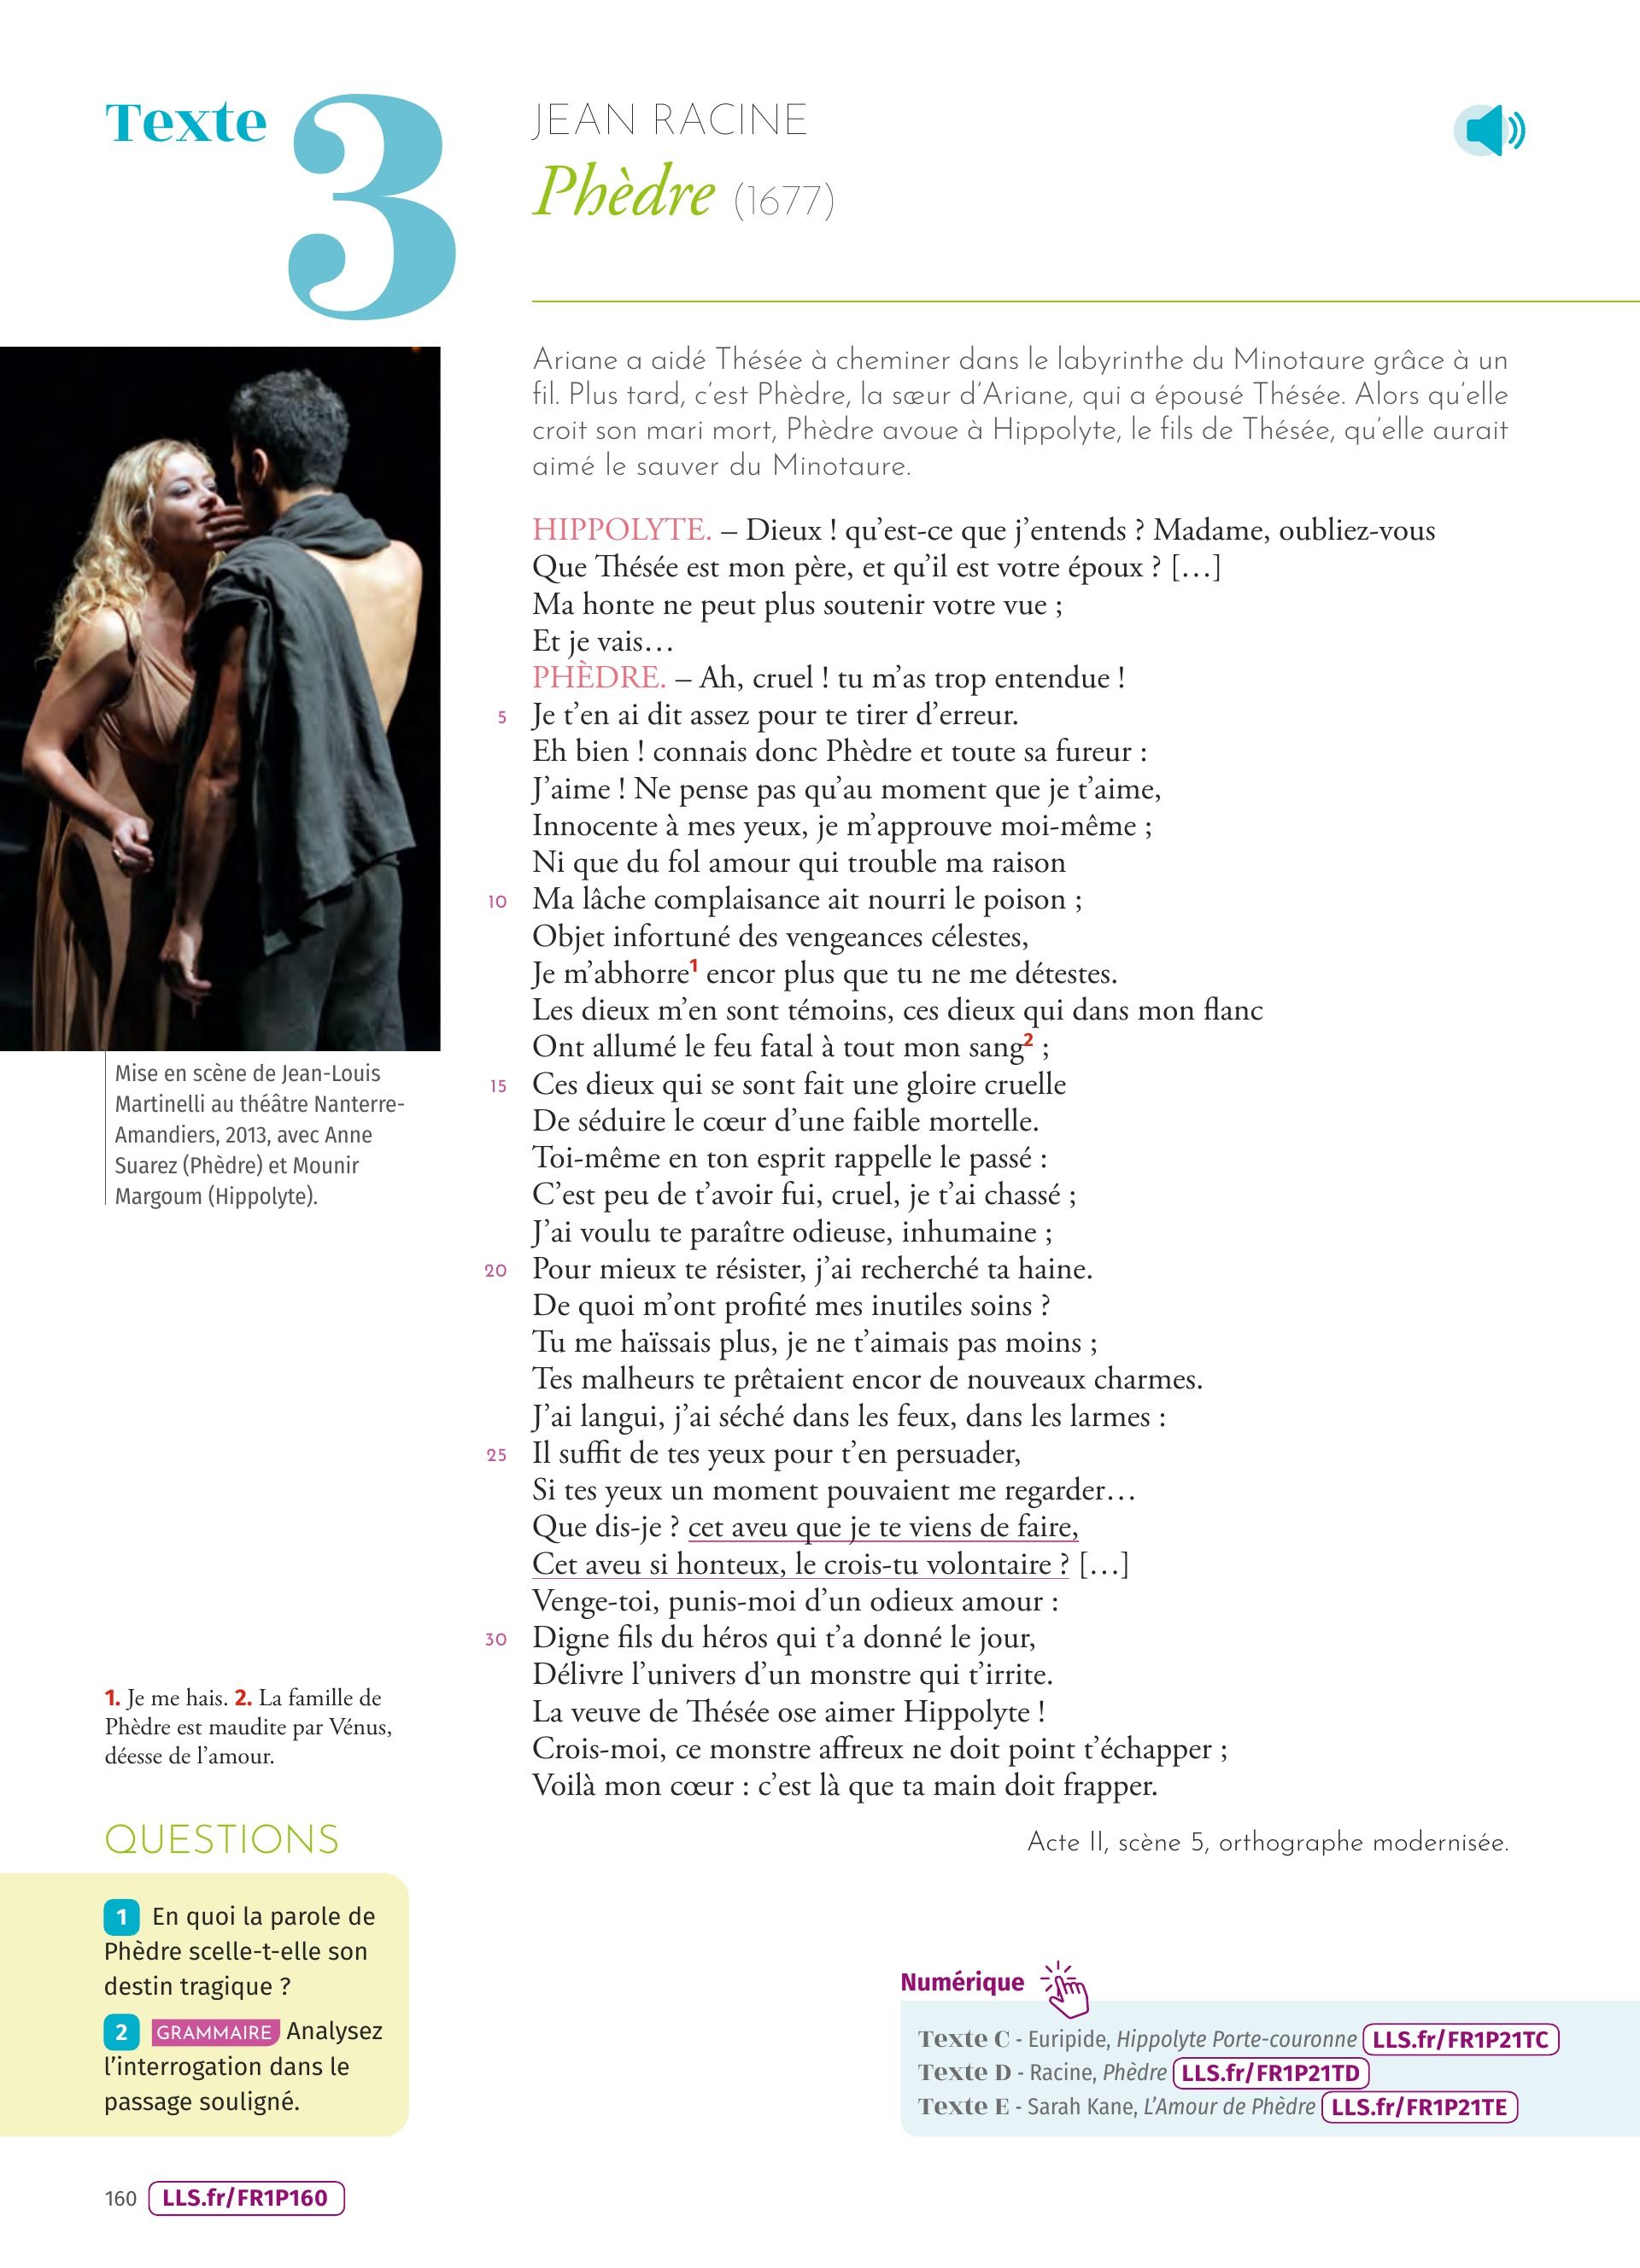 Texte 3
JEAN RACINE
Phèdre (1677)
Ariane a aidé Thésée à cheminer dans le labyrinthe du Minotaure grâce à un
fil. Plus tard, c'est Phèdre, la sœur d'Ariane, qui a épousé Thésée. Alors qu'elle
croit son mari mort, Phèdre avoue à Hippolyte, le fils de Thésée, qu'elle aurait
aimé le sauver du Minotaure.
HIPPOLYTE. – Dieux ! qu'est-ce que j'entends ? Madame, oubliez-vous
Que Thésée est mon père, et qu'il est votre époux ? […]
Ma honte ne peut plus soutenir votre vue ;
Et je vais…
PHÈDRE. – Ah, cruel ! tu m'as trop entendue !
5 Je t'en ai dit assez pour te tirer d'erreur.
Eh bien ! connais donc Phèdre et toute sa fureur :
J'aime ! Ne pense pas qu'au moment que je t'aime,
Innocente à mes yeux, je m'approuve moi-même ;
Ni que du fol amour qui trouble ma raison
10 Ma lâche complaisance ait nourri le poison ;
Objet infortuné des vengeances célestes,
Je m'abhorre1 encor plus que tu ne me détestes.
Les dieux m'en sont témoins, ces dieux qui dans mon flanc
Ont allumé le feu fatal à tout mon sang2 ;
15 Ces dieux qui se sont fait une gloire cruelle
De séduire le cœur d'une faible mortelle.
Toi-même en ton esprit rappelle le passé :
C'est peu de t'avoir fui, cruel, je t'ai chassé ;
J'ai voulu te paraître odieuse, inhumaine ;
20 Pour mieux te résister, j'ai recherché ta haine.
De quoi m'ont profité mes inutiles soins ?
Tu me haïssais plus, je ne t'aimais pas moins ;
Tes malheurs te prêtaient encor de nouveaux charmes.
J'ai langui, j'ai séché dans les feux, dans les larmes :
25 Il suffit de tes yeux pour t'en persuader,
Si tes yeux un moment pouvaient me regarder…
Que dis-je ? cet aveu que je te viens de faire,
Cet aveu si honteux, le crois-tu volontaire ? […]
Venge-toi, punis-moi d'un odieux amour :
30 Digne fils du héros qui t'a donné le jour,
Délivre l'univers d'un monstre qui t'irrite.
La veuve de Thésée ose aimer Hippolyte !
Crois-moi, ce monstre affreux ne doit point t'échapper ;
Voilà mon cœur : c'est là que ta main doit frapper.
Acte II, scène 5, orthographe modernisée.
Mise en scène de Jean-Louis
Martinelli au théâtre Nanterre-
Amandiers, 2013, avec Anne
Suarez (Phèdre) et Mounir
Margoum (Hippolyte).
1. Je me hais. 2. La famille de
Phèdre est maudite par Vénus,
déesse de l'amour.
QUESTIONS
1 En quoi la parole de
Phèdre scelle-t-elle son
destin tragique ?
2 GRAMMAIRE Analysez
l'interrogation dans le
passage souligné.
Numérique
Texte C - Euripide, Hippolyte Porte-couronne LLS.fr/FR1P21TC
Texte D - Racine, Phèdre LLS.fr/FR1P21TD
Texte E - Sarah Kane, L'Amour de Phèdre LLS.fr/FR1P21TE
160 LLS.fr/FR1P160